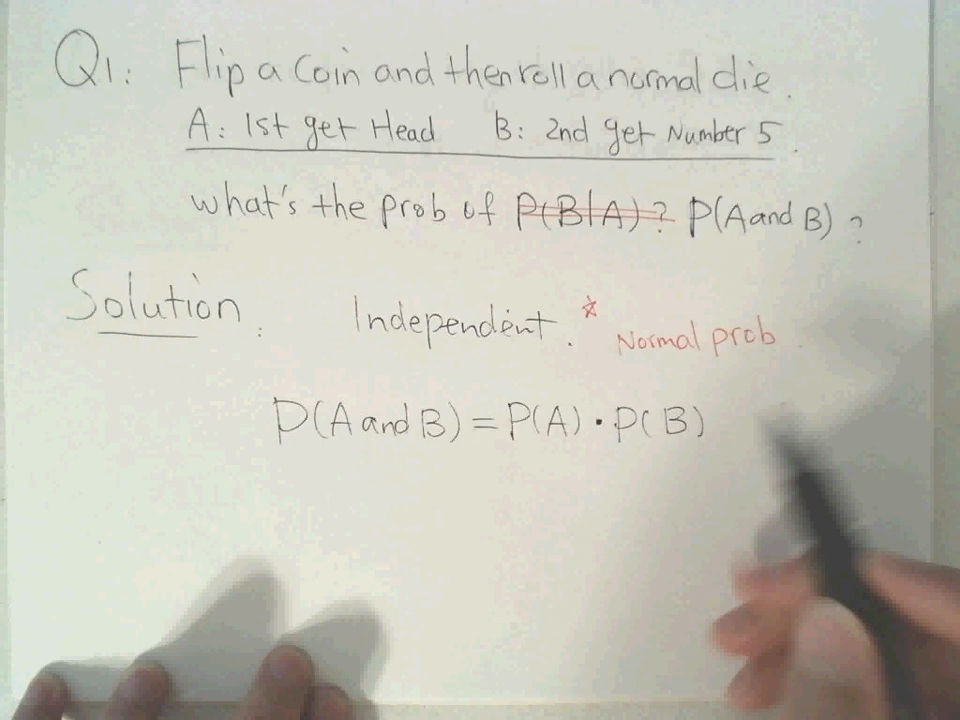 Q1: Flip a Coin and then roll a normal die.
A: 1st get Head B: 2nd get Number 5.
what's the prob of P(B|A)? P(A and B)?
Solution: Independent. * Normal prob.
P(A and B) = P(A) · P(B)